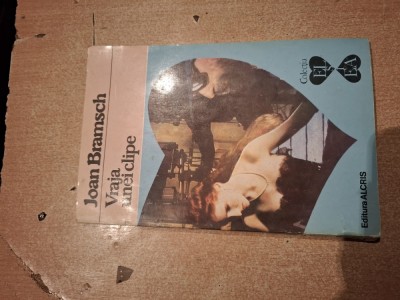 Joan Bramsch
Vraja
unei clipe
Colecția
EL
EA
Editura ALCRIS